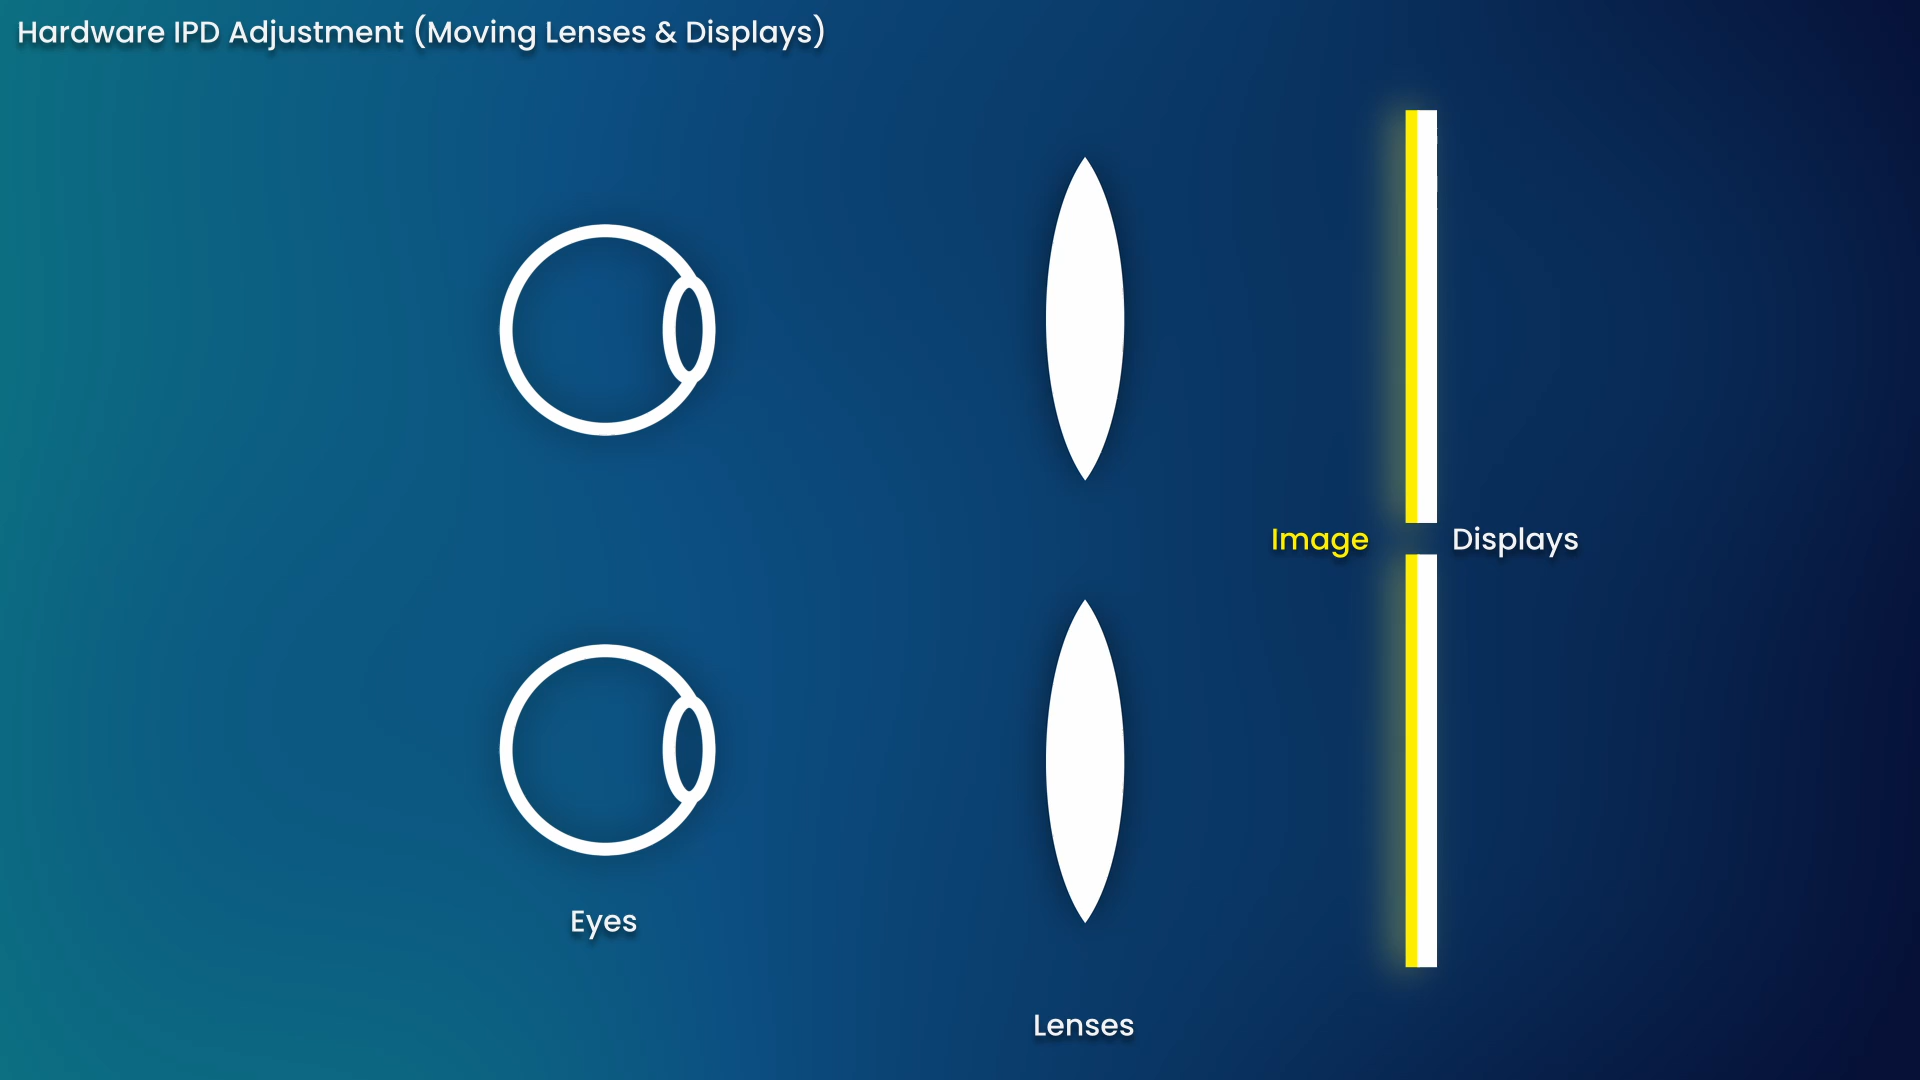 Hardware IPD Adjustment (Moving Lenses & Displays)
Image
Displays
Eyes
Lenses